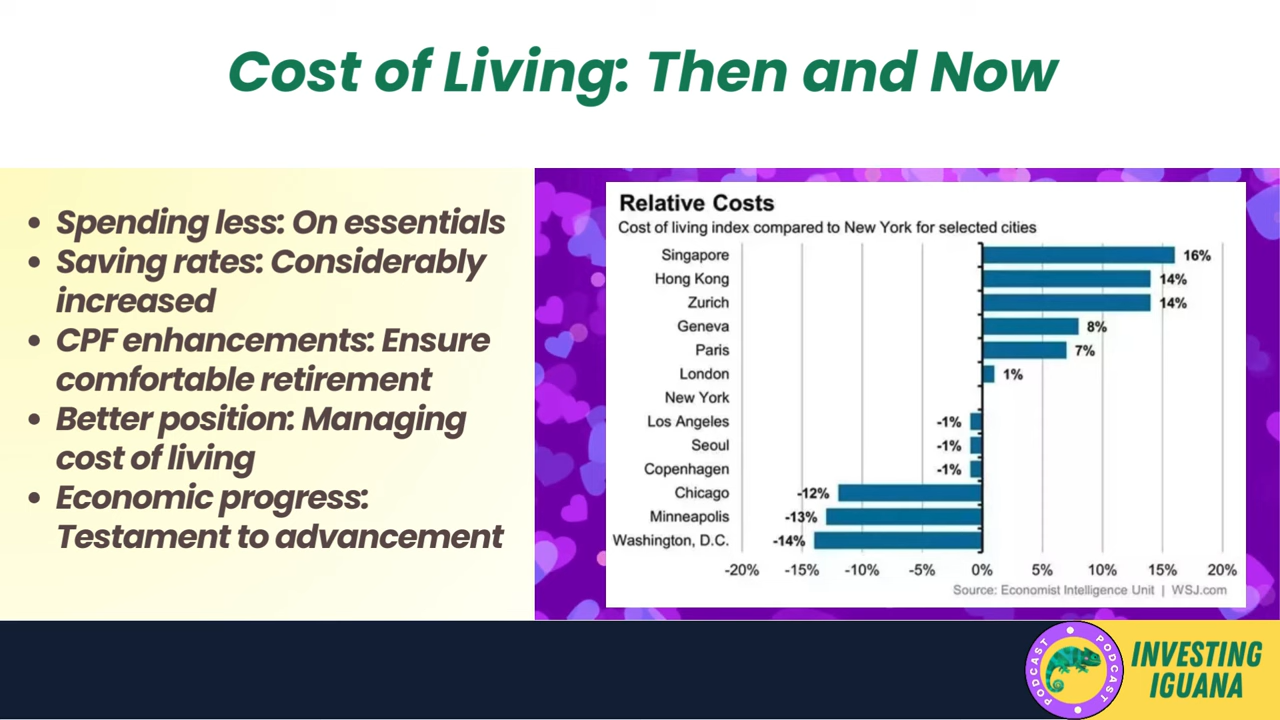 Cost of Living: Then and Now
Spending less: On essentials
Saving rates: Considerably
increased
CPF enhancements: Ensure
comfortable retirement
Better position: Managing
cost of living
Economic progress:
Testament to advancement
Relative Costs
Cost of living index compared to New York for selected cities
Singapore 16%
Hong Kong 14%
Zurich 14%
Geneva 8%
Paris 7%
London 1%
New York
Los Angeles -1%
Seoul -1%
Copenhagen -1%
Chicago -12%
Minneapolis -13%
Washington, D.C. -14%
-20% -15% -10% -5% 0% 5% 10% 15% 20%
Source: Economist Intelligence Unit | WSJ.com
PODCAST PODCAST
INVESTING
IGUANA